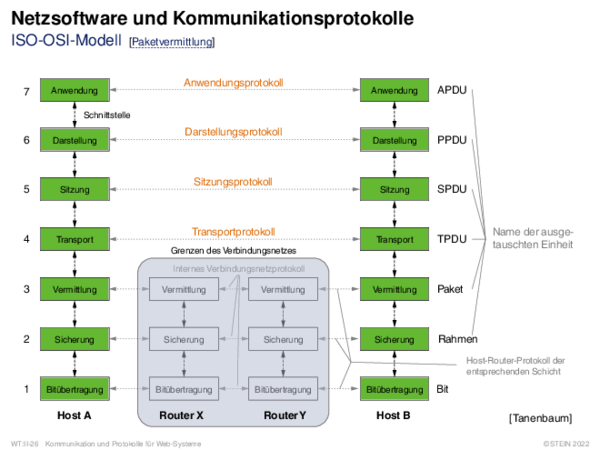 Netzsoftware und Kommunikationsprotokolle
ISO-OSI-Modell [Paketvermittlung]
7 Anwendung Anwendungsprotokoll Anwendung APDU
Schnittstelle
6 Darstellung Darstellungsprotokoll Darstellung PPDU
5 Sitzung Sitzungsprotokoll Sitzung SPDU
4 Transport Transportprotokoll Transport TPDU
Name der ausge-
tauschten Einheit
Grenzen des Verbindungsnetzes
Internes Verbindungsnetzprotokoll
3 Vermittlung Vermittlung Vermittlung Vermittlung Paket
2 Sicherung Sicherung Sicherung Sicherung Rahmen
Host-Router-Protokoll der
entsprechenden Schicht
1 Bitübertragung Bitübertragung Bitübertragung Bitübertragung Bit
Host A Router X Router Y Host B
[Tanenbaum]
WT:II-26 Kommunikation und Protokolle für Web-Systeme ©STEIN 2022